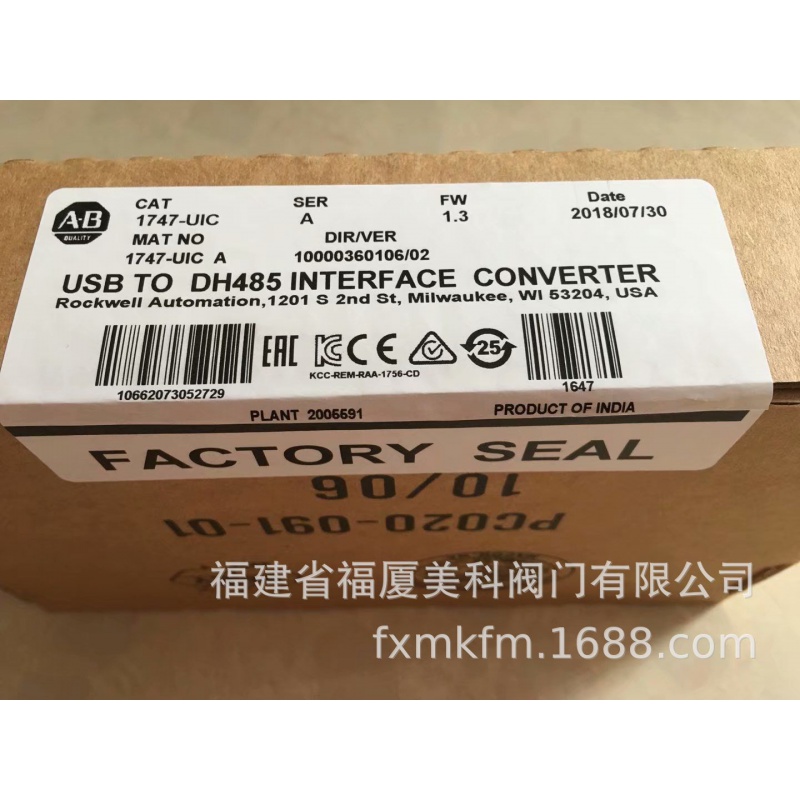 A-B
QUALITY
CAT SER FW Date
1747-UIC A 1.3 2018/07/30
MAT NO DIR/VER
1747-UIC A 10000360106/02
USB TO DH485 INTERFACE CONVERTER
Rockwell Automation,1201 S 2nd St, Milwaukee, WI 53204, USA
EAC CE 25
KCC-REM-RAA-1756-CD
10662073052729 1647
PLANT 2006591 PRODUCT OF INDIA
FACTORY SEAL
10/06
PC020-091-01
福建省福厦美科阀门有限公司
fxmkfm.1688.com